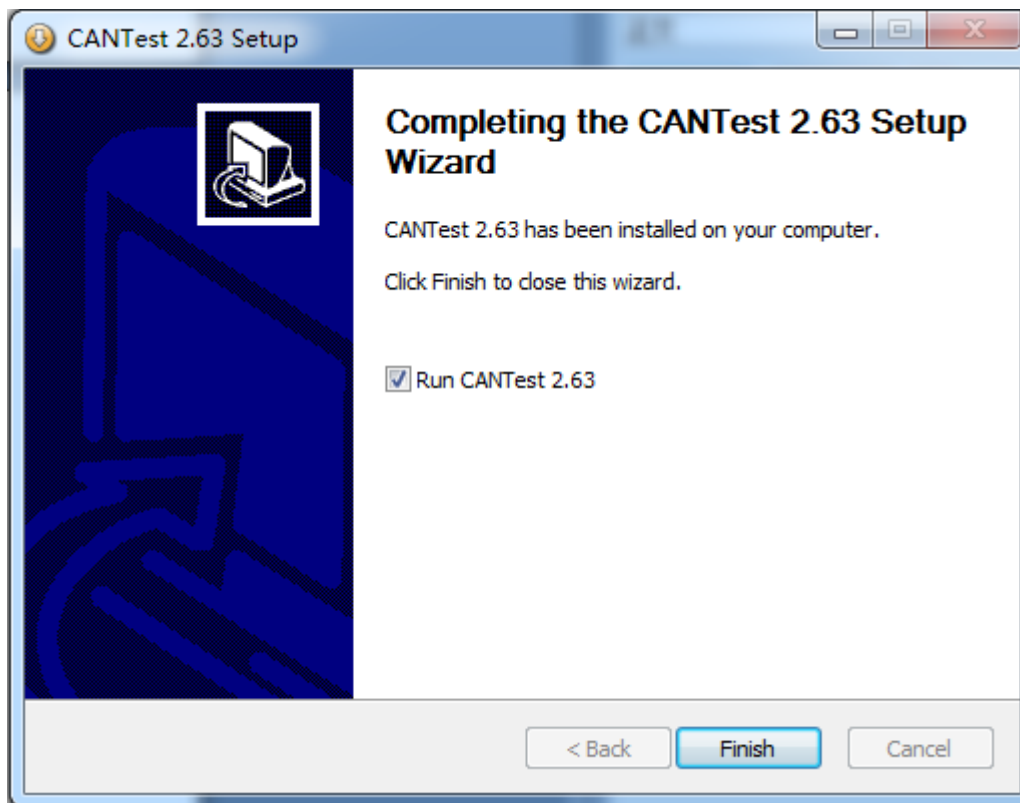 CANTest 2.63 Setup
Completing the CANTest 2.63 Setup
Wizard
CANTest 2.63 has been installed on your computer.
Click Finish to close this wizard.
Run CANTest 2.63
< Back
Finish
Cancel